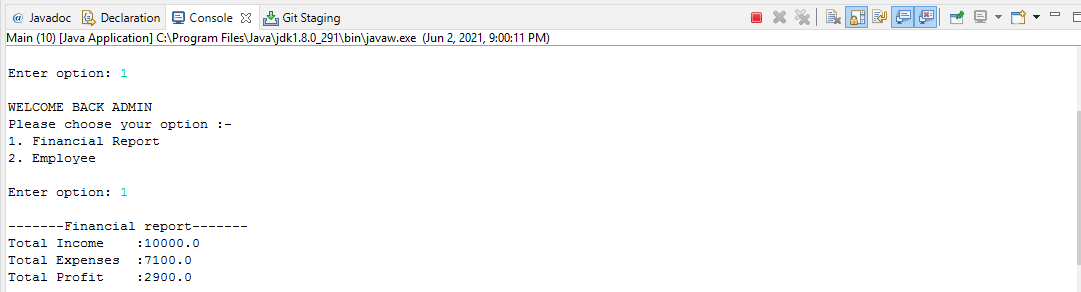 @ Javadoc Declaration Console Git Staging
Main (10) [Java Application] C:\Program Files\Java\jdk1.8.0_291\bin\javaw.exe (Jun 2, 2021, 9:00:11 PM)
Enter option: 1
WELCOME BACK ADMIN
Please choose your option :-
1. Financial Report
2. Employee
Enter option: 1
-------Financial report-------
Total Income    :10000.0
Total Expenses  :7100.0
Total Profit    :2900.0